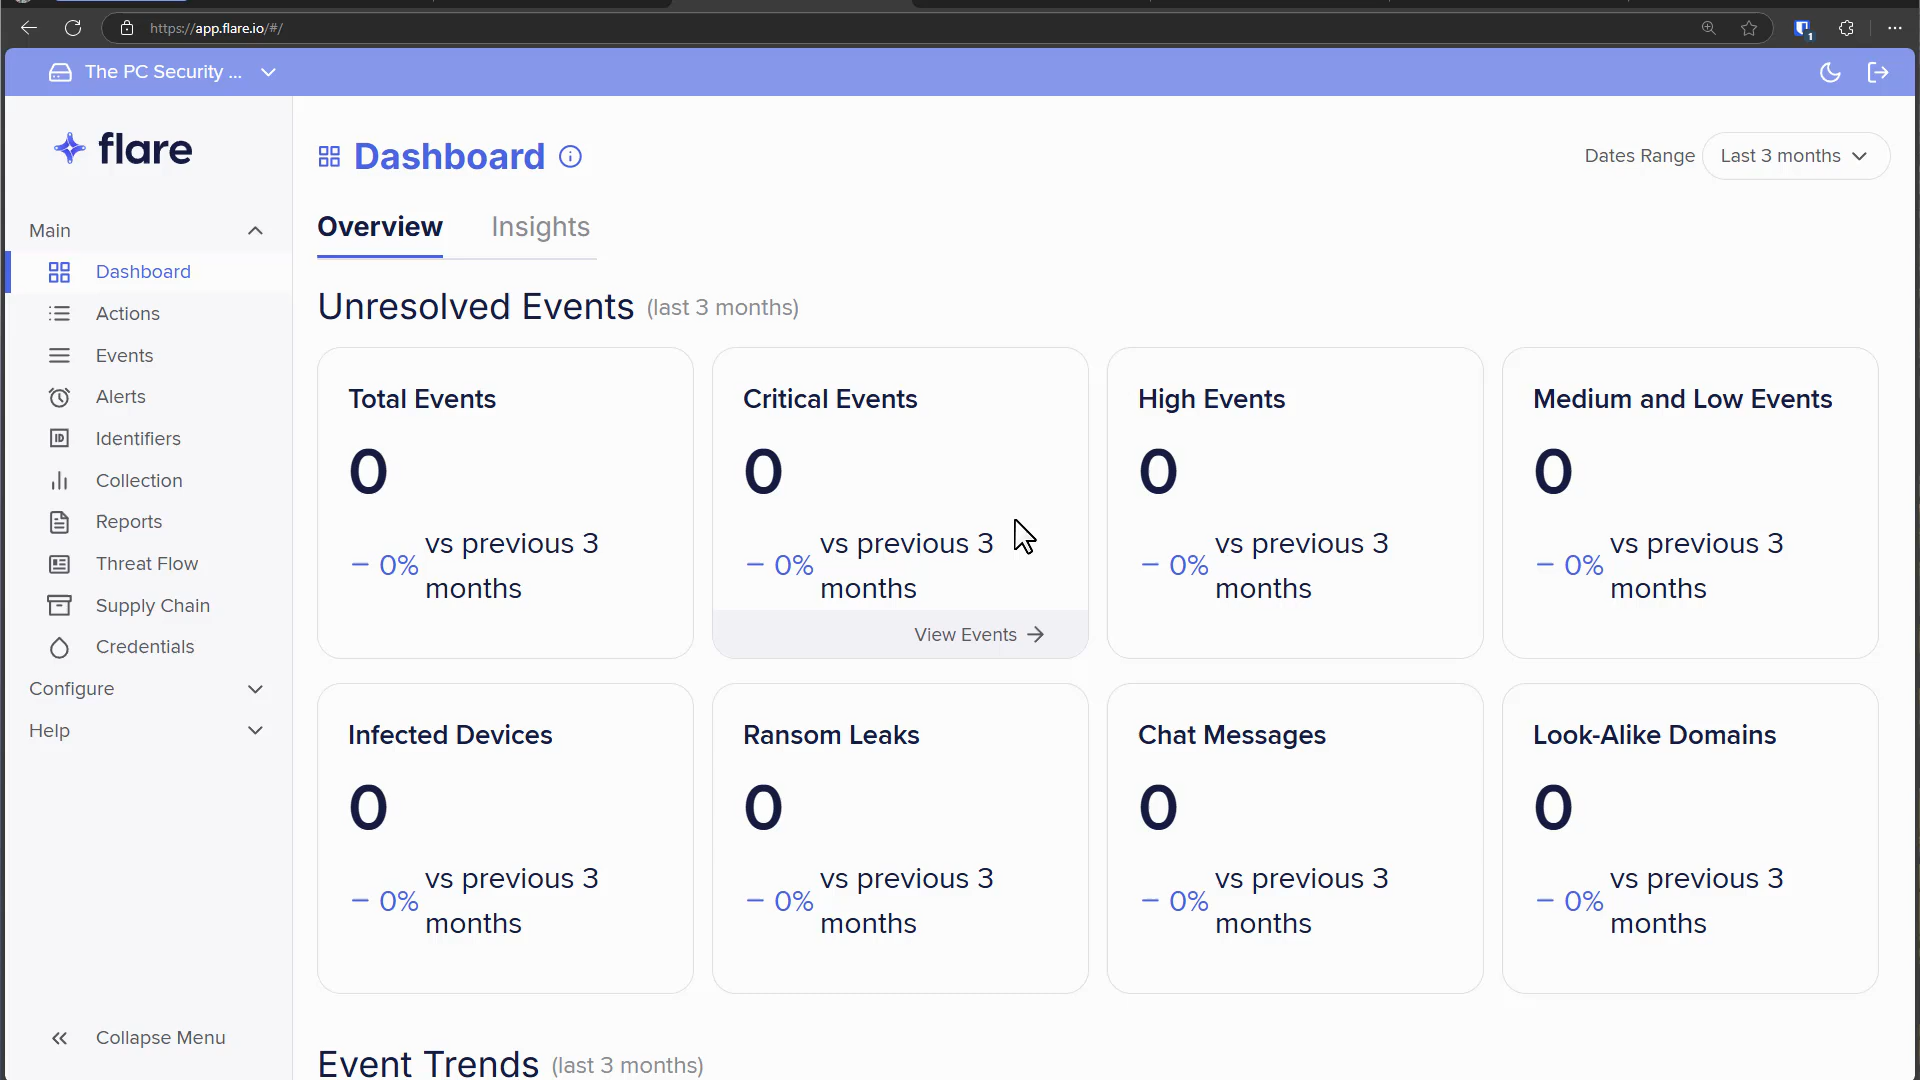 https://app.flare.io/#/
1
The PC Security ...
flare
Main
Dashboard
Actions
Events
Alerts
Identifiers
Collection
Reports
Threat Flow
Supply Chain
Credentials
Configure
Help
Collapse Menu
Dashboard
Dates Range
Last 3 months
Overview
Insights
Unresolved Events (last 3 months)
Total Events
0
– 0% vs previous 3
months
Critical Events
0
– 0% vs previous 3
months
View Events
High Events
0
– 0% vs previous 3
months
Medium and Low Events
0
– 0% vs previous 3
months
Infected Devices
0
– 0% vs previous 3
months
Ransom Leaks
0
– 0% vs previous 3
months
Chat Messages
0
– 0% vs previous 3
months
Look-Alike Domains
0
– 0% vs previous 3
months
Event Trends (last 3 months)